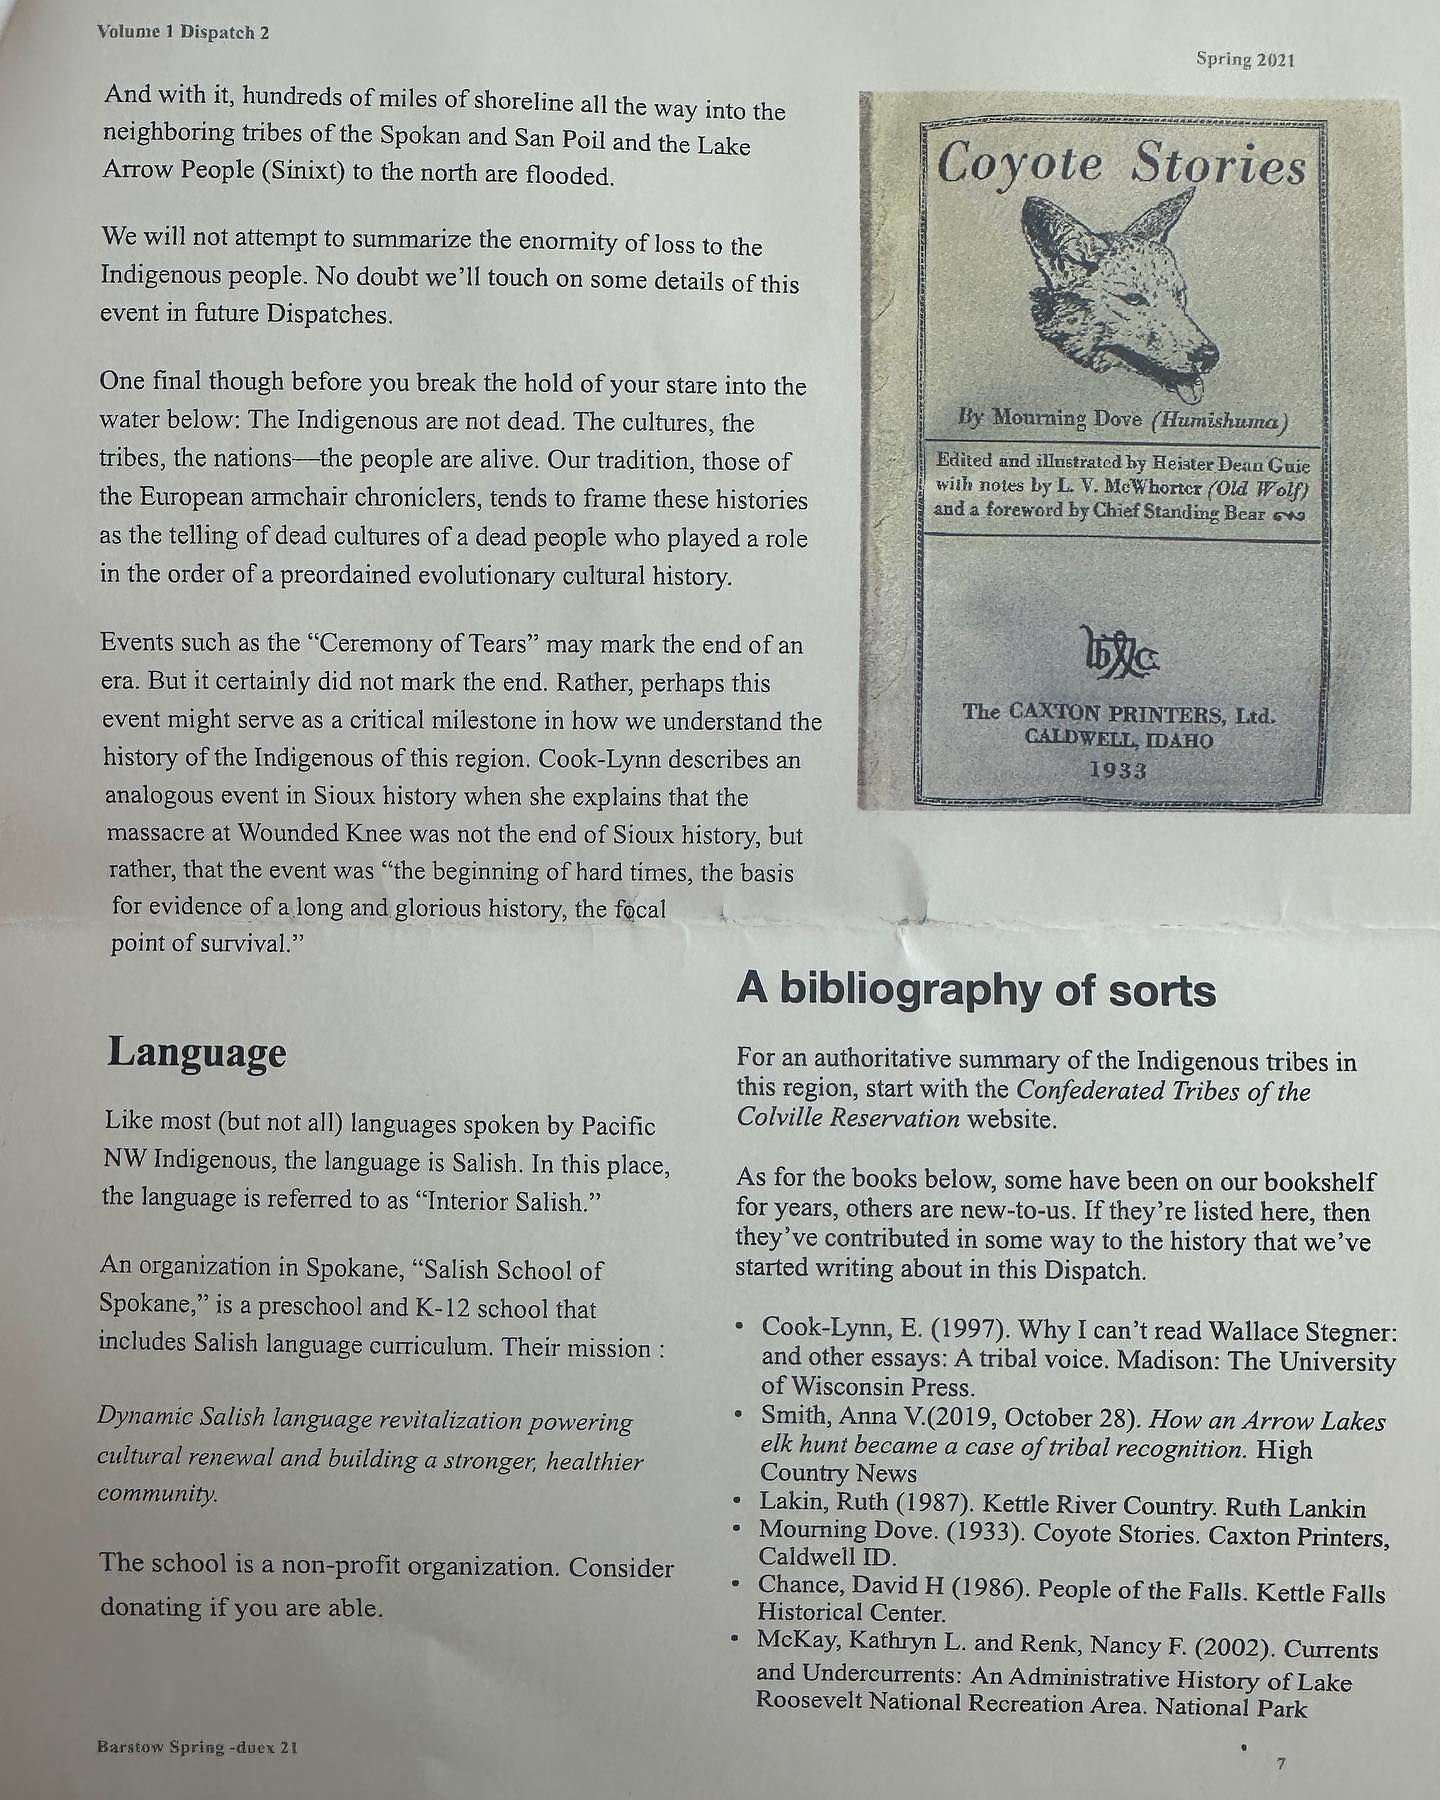 Volume 1 Dispatch 2
Spring 2021
And with it, hundreds of miles of shoreline all the way into the
neighboring tribes of the Spokan and San Poil and the Lake
Arrow People (Sinixt) to the north are flooded.
We will not attempt to summarize the enormity of loss to the
Indigenous people. No doubt we'll touch on some details of this
event in future Dispatches.
One final though before you break the hold of your stare into the
water below: The Indigenous are not dead. The cultures, the
tribes, the nations—the people are alive. Our tradition, those of
the European armchair chroniclers, tends to frame these histories
as the telling of dead cultures of a dead people who played a role
in the order of a preordained evolutionary cultural history.
Events such as the “Ceremony of Tears” may mark the end of an
era. But it certainly did not mark the end. Rather, perhaps this
event might serve as a critical milestone in how we understand the
history of the Indigenous of this region. Cook-Lynn describes an
analogous event in Sioux history when she explains that the
massacre at Wounded Knee was not the end of Sioux history, but
rather, that the event was “the beginning of hard times, the basis
for evidence of a long and glorious history, the focal
point of survival.”
Coyote Stories
By Mourning Dove (Humishuma)
Edited and illustrated by Heister Dean Guie
with notes by L. V. McWhorter (Old Wolf)
and a foreword by Chief Standing Bear
The CAXTON PRINTERS, Ltd.
CALDWELL, IDAHO
1933
Language
Like most (but not all) languages spoken by Pacific
NW Indigenous, the language is Salish. In this place,
the language is referred to as “Interior Salish.”
An organization in Spokane, “Salish School of
Spokane,” is a preschool and K-12 school that
includes Salish language curriculum. Their mission :
Dynamic Salish language revitalization powering
cultural renewal and building a stronger, healthier
community.
The school is a non-profit organization. Consider
donating if you are able.
A bibliography of sorts
For an authoritative summary of the Indigenous tribes in
this region, start with the Confederated Tribes of the
Colville Reservation website.
As for the books below, some have been on our bookshelf
for years, others are new-to-us. If they're listed here, then
they've contributed in some way to the history that we've
started writing about in this Dispatch.
• Cook-Lynn, E. (1997). Why I can't read Wallace Stegner:
and other essays: A tribal voice. Madison: The University
of Wisconsin Press.
• Smith, Anna V.(2019, October 28). How an Arrow Lakes
elk hunt became a case of tribal recognition. High
Country News
• Lakin, Ruth (1987). Kettle River Country. Ruth Lankin
• Mourning Dove. (1933). Coyote Stories. Caxton Printers,
Caldwell ID.
• Chance, David H (1986). People of the Falls. Kettle Falls
Historical Center.
• McKay, Kathryn L. and Renk, Nancy F. (2002). Currents
and Undercurrents: An Administrative History of Lake
Roosevelt National Recreation Area. National Park
Barstow Spring -duex 21
•
7